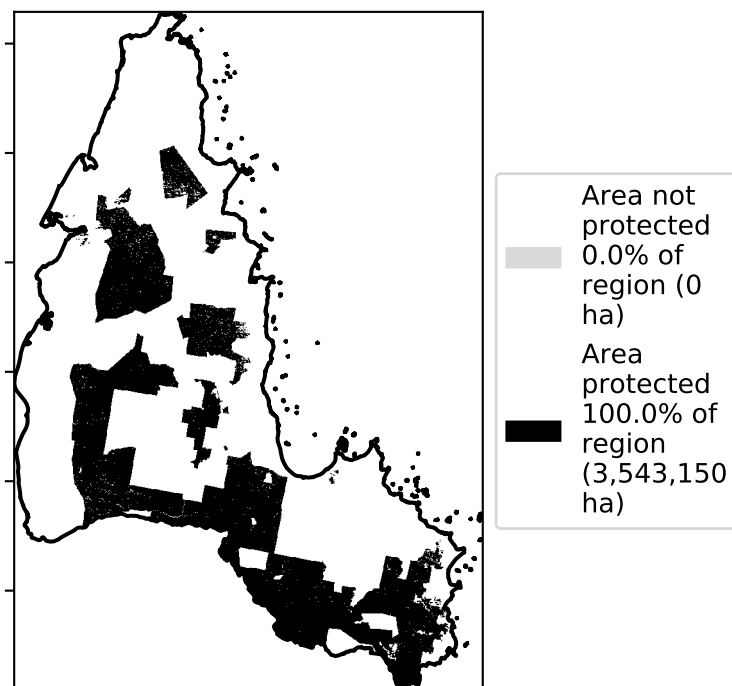 Area not
protected
0.0% of
region (0
ha)
Area
protected
100.0% of
region
(3,543,150
ha)